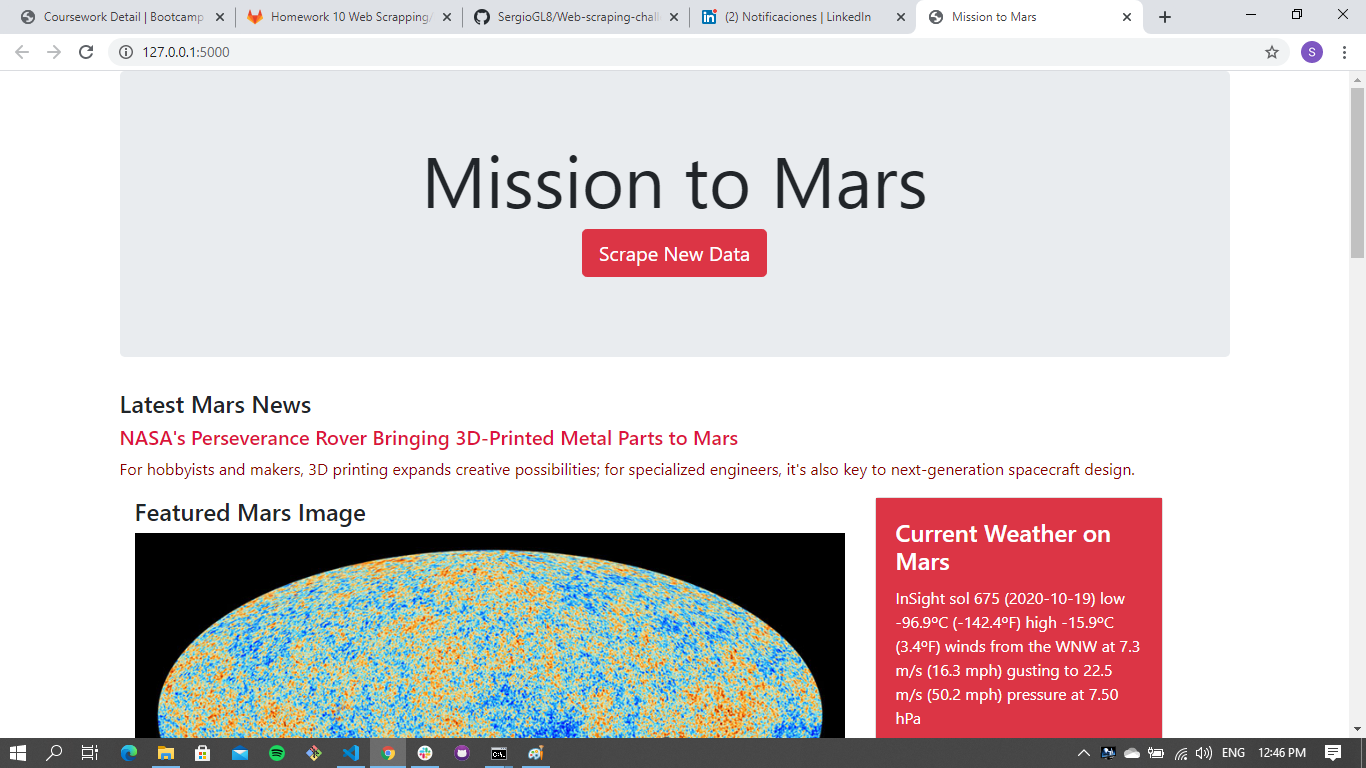 Coursework Detail | Bootcamp
Homework 10 Web Scrapping/
SergioGL8/Web-scraping-chall
(2) Notificaciones | LinkedIn
Mission to Mars
127.0.0.1:5000
S
Mission to Mars
Scrape New Data
Latest Mars News
NASA's Perseverance Rover Bringing 3D-Printed Metal Parts to Mars
For hobbyists and makers, 3D printing expands creative possibilities; for specialized engineers, it's also key to next-generation spacecraft design.
Featured Mars Image
Current Weather on
Mars
InSight sol 675 (2020-10-19) low
-96.9ºC (-142.4ºF) high -15.9ºC
(3.4ºF) winds from the WNW at 7.3
m/s (16.3 mph) gusting to 22.5
m/s (50.2 mph) pressure at 7.50
hPa
ENG
12:46 PM